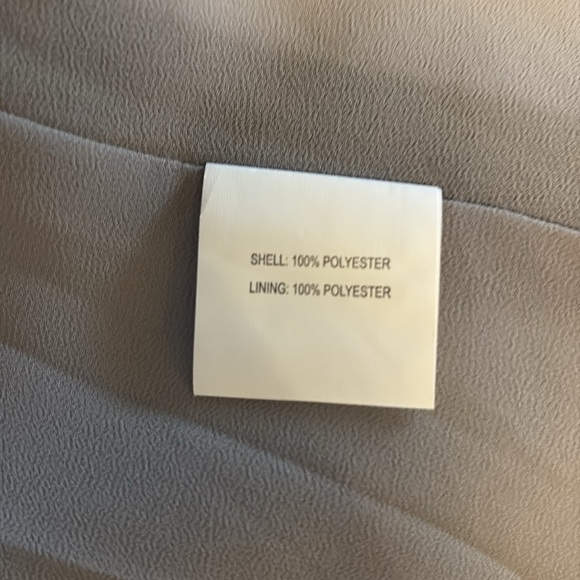 SHELL: 100% POLYESTER
LINING: 100% POLYESTER